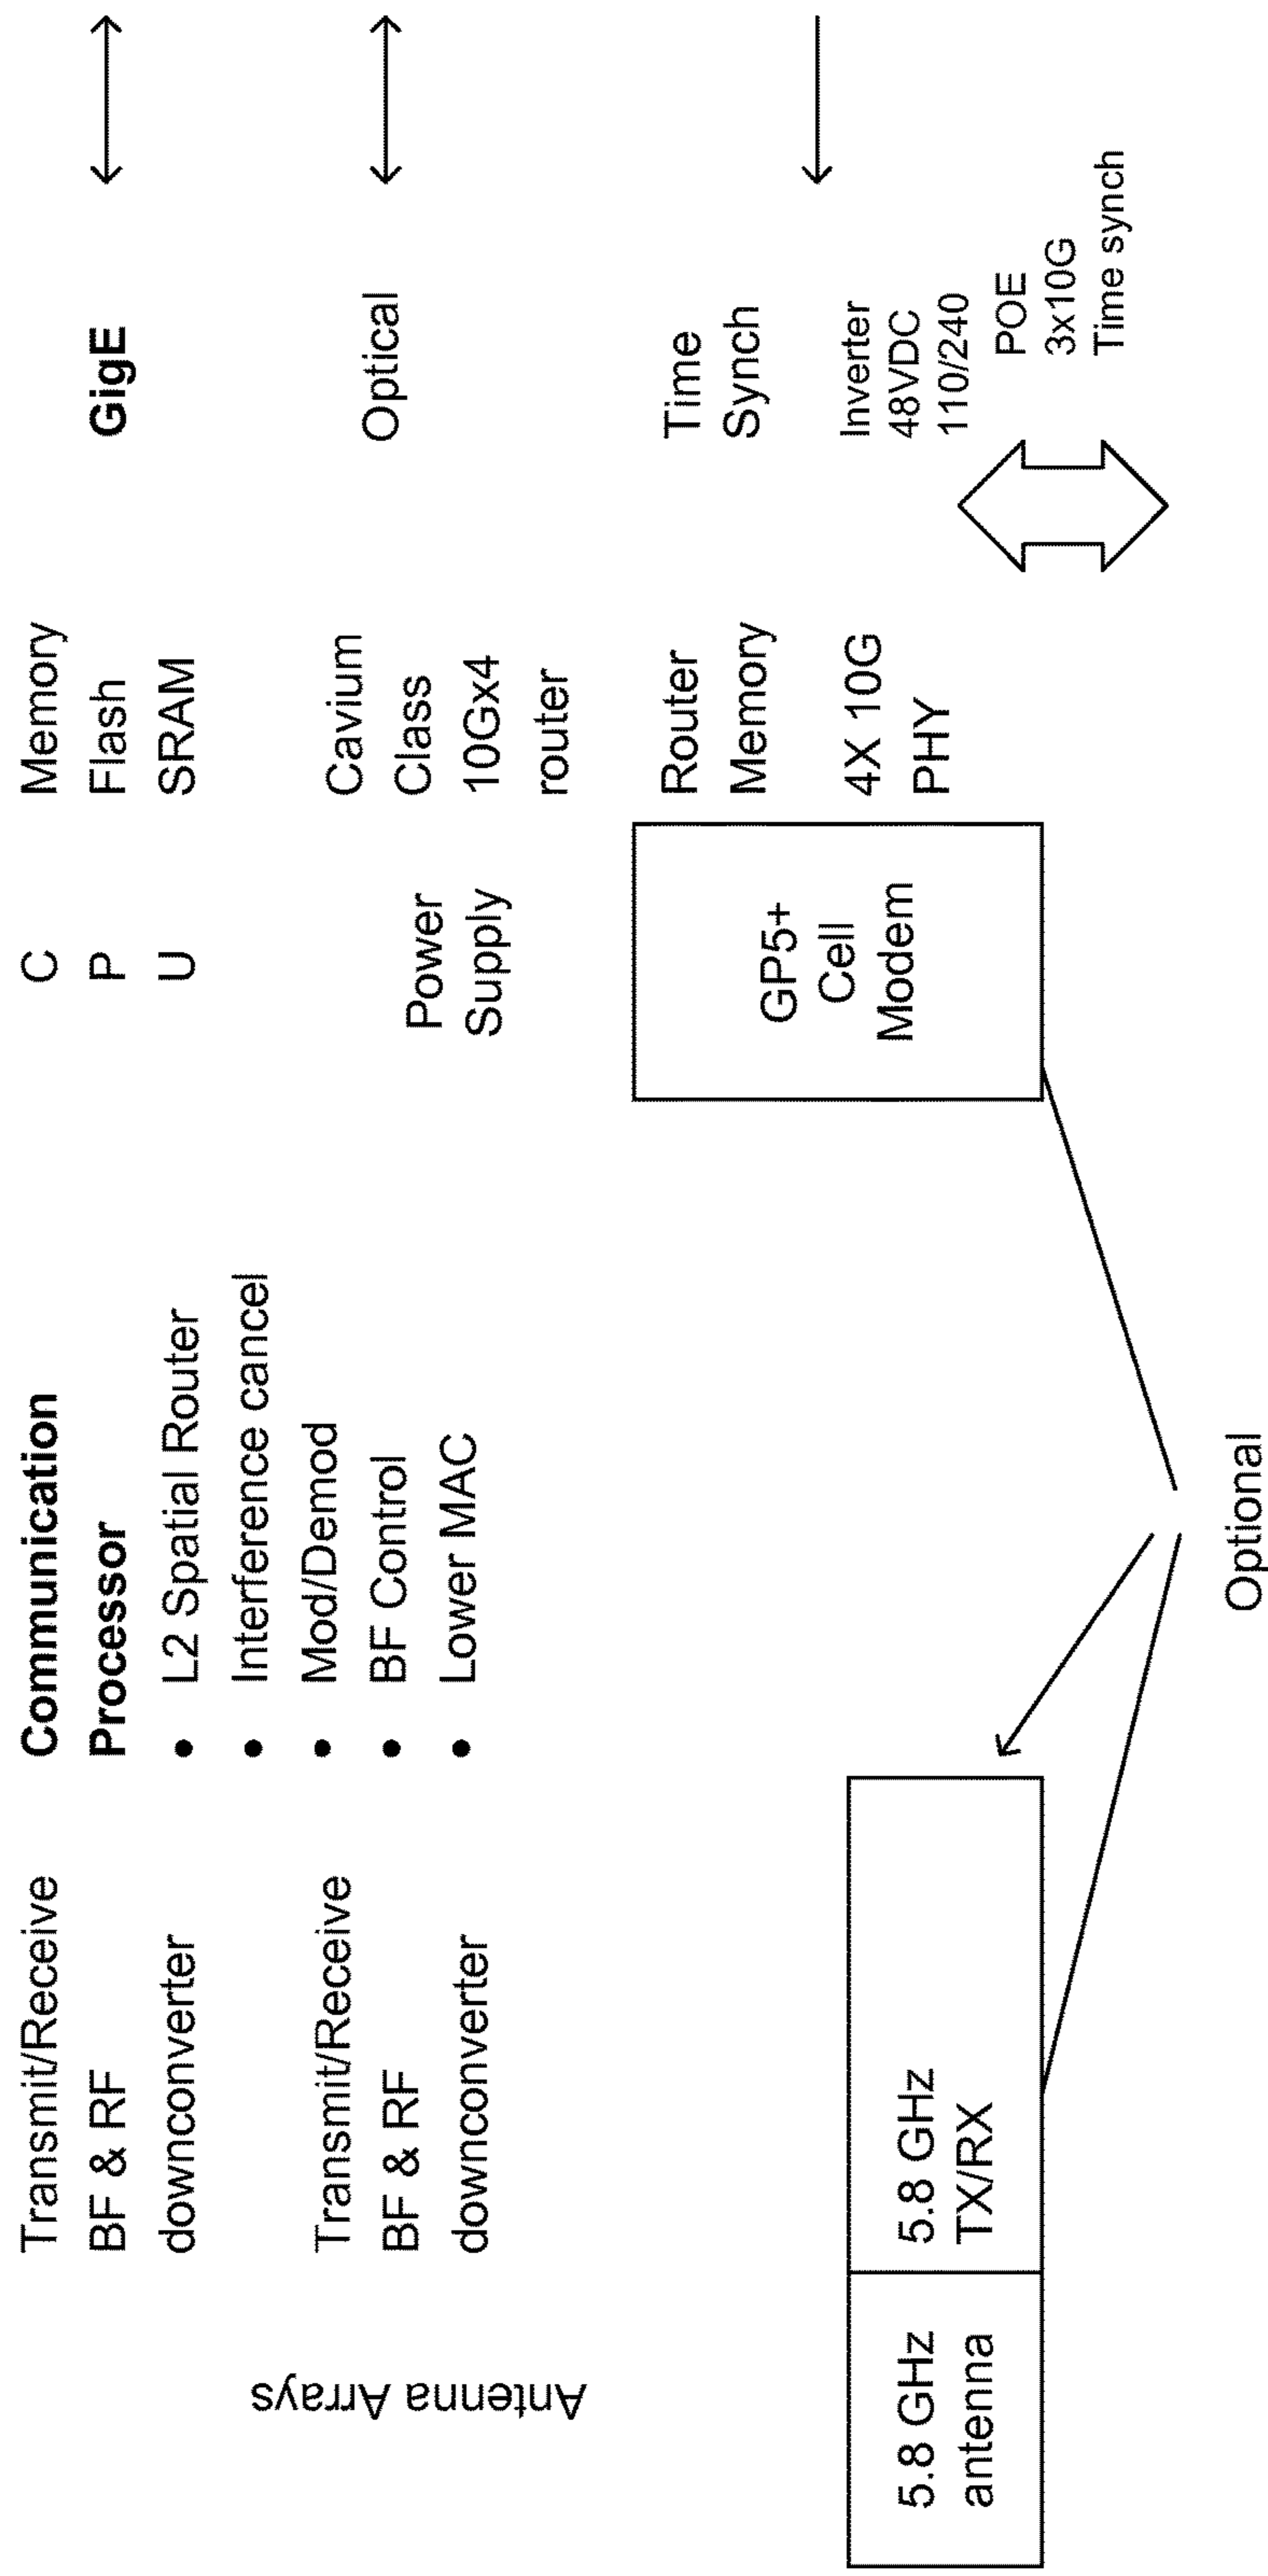 Antenna Arrays
Transmit/Receive
BF & RF
downconverter
Transmit/Receive
BF & RF
downconverter
Communication
Processor
• L2 Spatial Router
• Interference cancel
• Mod/Demod
• BF Control
• Lower MAC
C
P
U
Power
Supply
GP5+
Cell
Modem
Memory
Flash
SRAM
Cavium
Class
10Gx4
router
Router
Memory
4X 10G
PHY
GigE
Optical
Time
Synch
Inverter
48VDC
110/240
POE
3x10G
Time synch
5.8 GHz
antenna
5.8 GHz
TX/RX
Optional